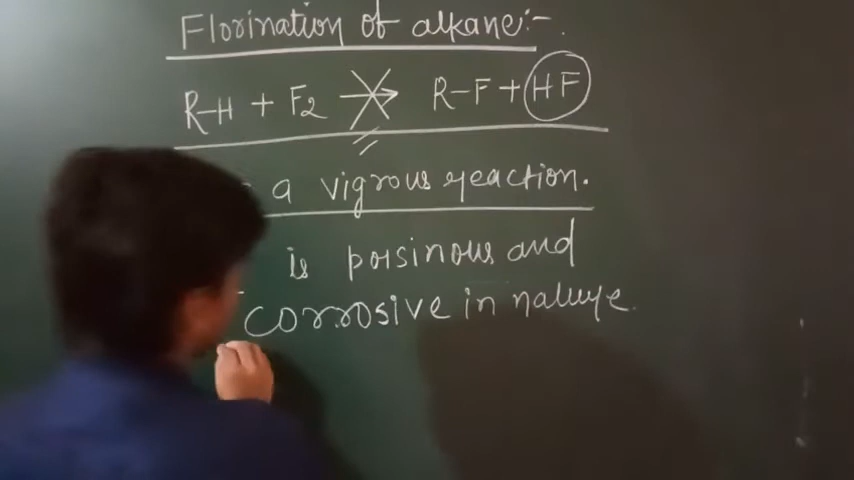 Florination of alkane:-.
R-H + F2 → R-F + HF
a vigrous reaction.
is poisinous and
corrosive in nature.